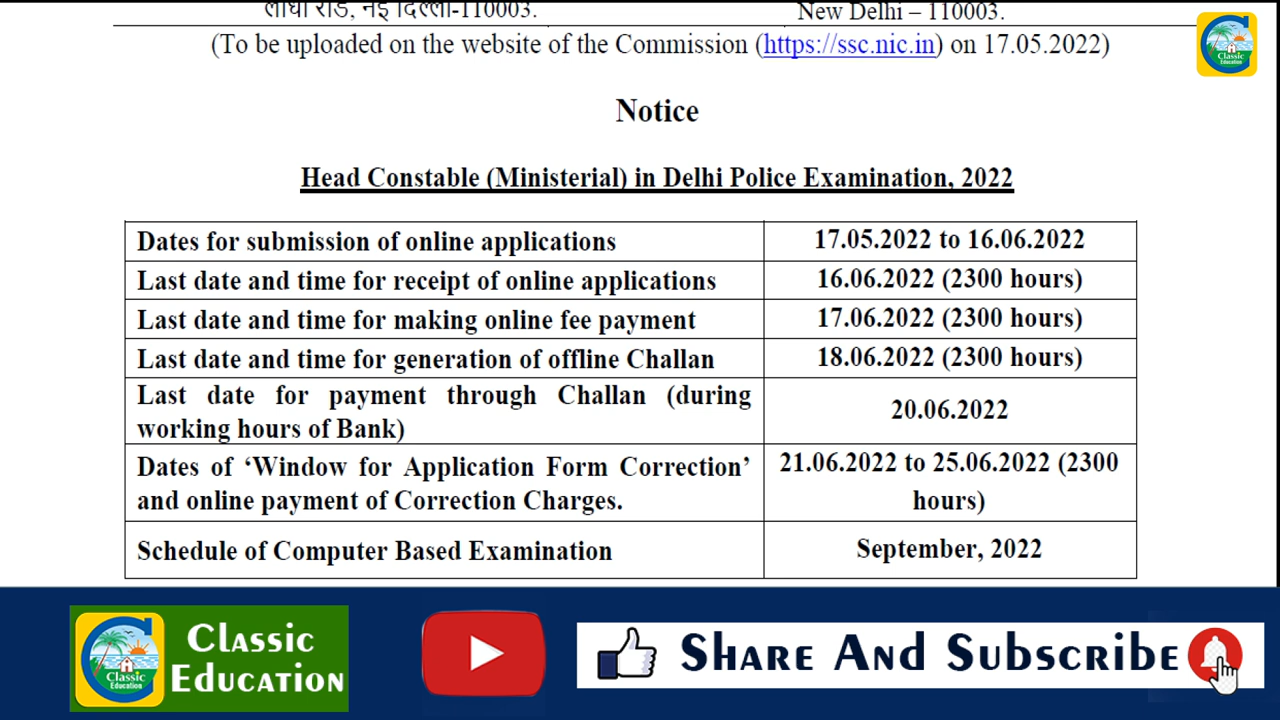 लोधी रोड, नई दिल्ली-110003.
New Delhi – 110003.
(To be uploaded on the website of the Commission (https://ssc.nic.in) on 17.05.2022)
Classic
Education
Notice
Head Constable (Ministerial) in Delhi Police Examination, 2022
Dates for submission of online applications
17.05.2022 to 16.06.2022
Last date and time for receipt of online applications
16.06.2022 (2300 hours)
Last date and time for making online fee payment
17.06.2022 (2300 hours)
Last date and time for generation of offline Challan
18.06.2022 (2300 hours)
Last date for payment through Challan (during
working hours of Bank)
20.06.2022
Dates of ‘Window for Application Form Correction’
and online payment of Correction Charges.
21.06.2022 to 25.06.2022 (2300
hours)
Schedule of Computer Based Examination
September, 2022
Classic
Education
Classic
Education
Share And Subscribe